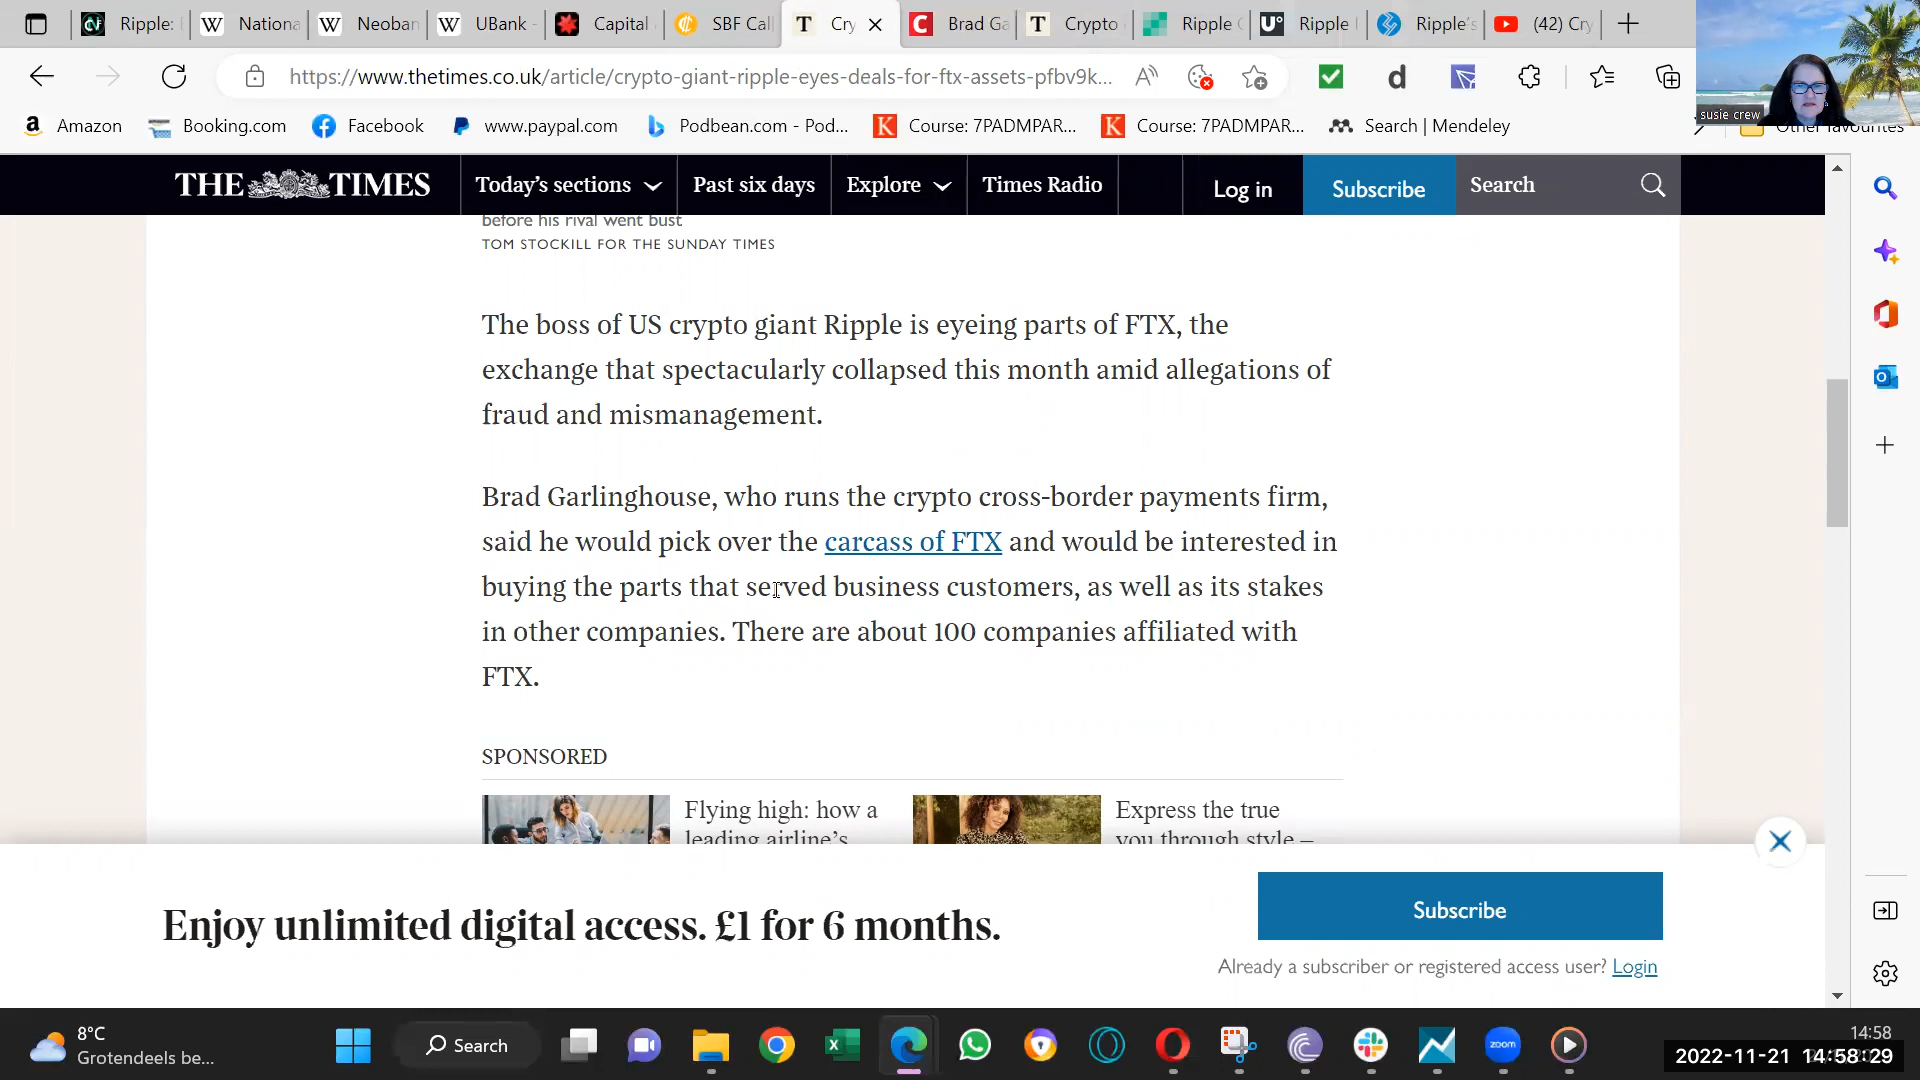 Ripple:
Nationa
Neoban
UBank -
Capital
SBF Cal
Cry
Brad Ga
Crypto
Ripple
Ripple
Ripple's
(42) Cry
https://www.thetimes.co.uk/article/crypto-giant-ripple-eyes-deals-for-ftx-assets-pfbv9k...
susie crew
Amazon
Booking.com
Facebook
www.paypal.com
Podbean.com - Pod...
Course: 7PADMPAR...
Course: 7PADMPAR...
Search | Mendeley
Other favourites
THE TIMES
Today's sections
Past six days
Explore
Times Radio
Log in
Subscribe
Search
before his rival went bust
TOM STOCKILL FOR THE SUNDAY TIMES
The boss of US crypto giant Ripple is eyeing parts of FTX, the
exchange that spectacularly collapsed this month amid allegations of
fraud and mismanagement.
Brad Garlinghouse, who runs the crypto cross-border payments firm,
said he would pick over the carcass of FTX and would be interested in
buying the parts that served business customers, as well as its stakes
in other companies. There are about 100 companies affiliated with
FTX.
SPONSORED
Flying high: how a
leading airline's
Express the true
you through style –
Enjoy unlimited digital access. £1 for 6 months.
Subscribe
Already a subscriber or registered access user? Login
8°C
Grotendeels be...
Search
zoom
14:58
2022-11-21 14:58:29